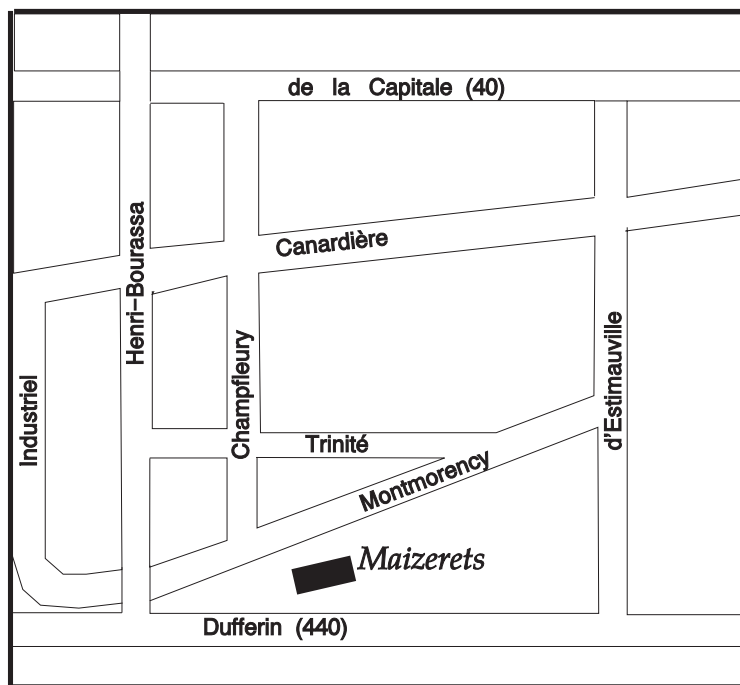 de la Capitale (40)
Henri-Bourassa
Canardière
Champfleury
d'Estimauville
Industriel
Trinité
Montmorency
Maizerets
Dufferin (440)